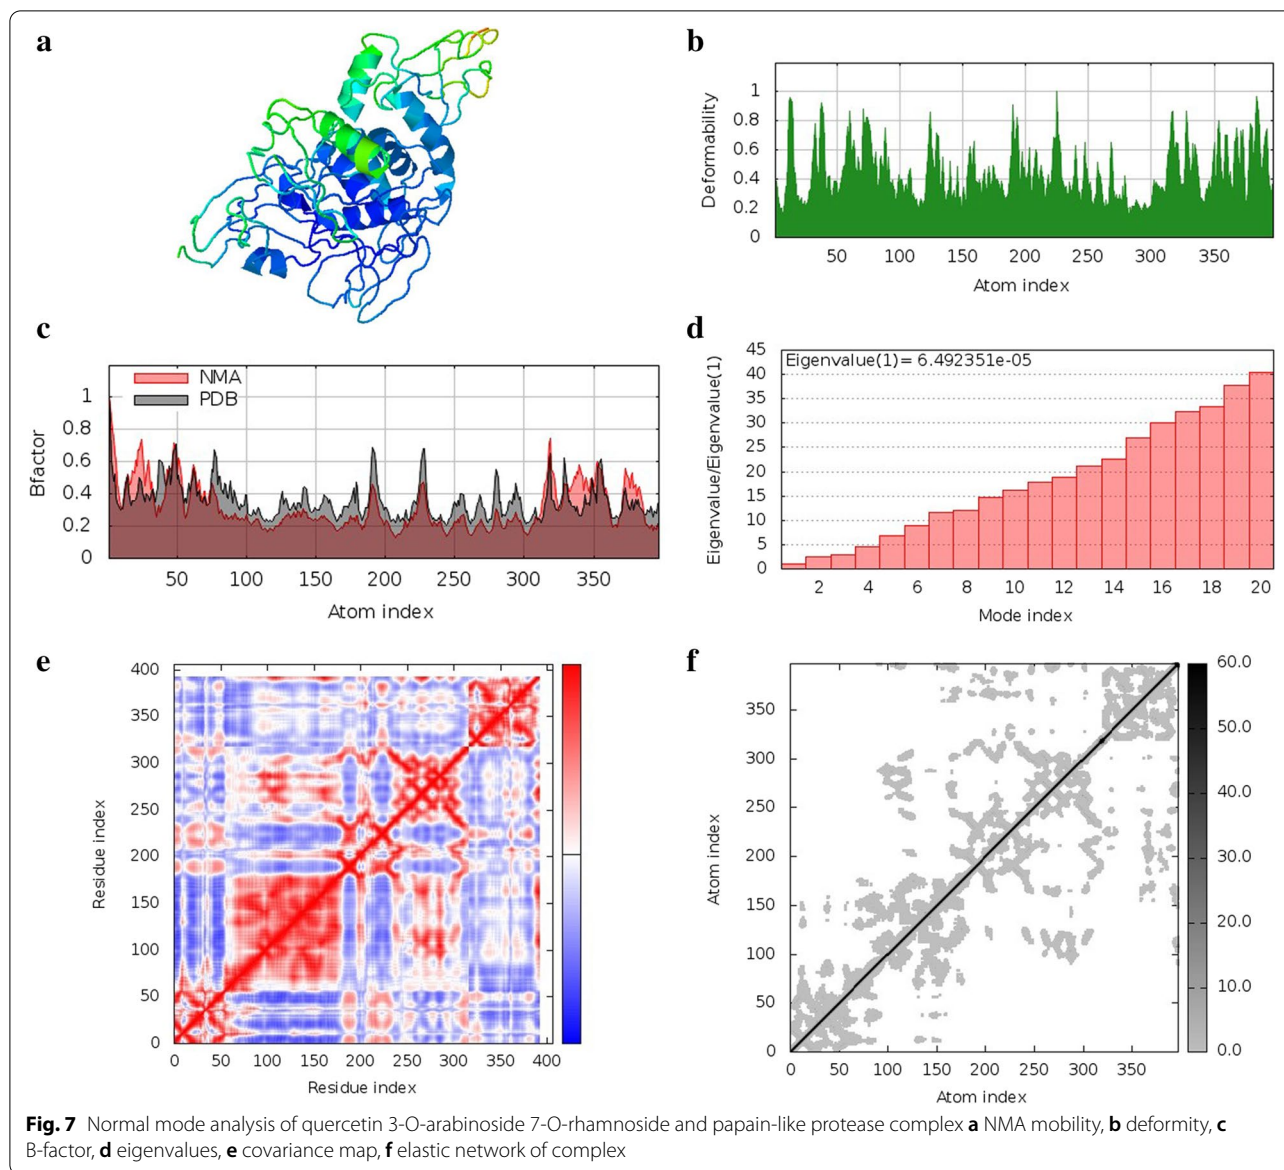 a
b
1
0.8
0.6
0.4
0.2
0
Deformability
50 100 150 200 250 300 350
Atom index
c
NMA
PDB
1
0.8
0.6
0.4
0.2
0
Bfactor
50 100 150 200 250 300 350
Atom index
d
Eigenvalue(1)= 6.492351e-05
45
40
35
30
25
20
15
10
5
0
Eigenvalue/Eigenvalue(1)
2 4 6 8 10 12 14 16 18 20
Mode index
e
400
350
300
250
200
150
100
50
0
Residue index
0 50 100 150 200 250 300 350 400
Residue index
f
350
300
250
200
150
100
50
0
Atom index
0 50 100 150 200 250 300 350
Atom index
60.0
50.0
40.0
30.0
20.0
10.0
0.0
Fig. 7 Normal mode analysis of quercetin 3-O-arabinoside 7-O-rhamnoside and papain-like protease complex a NMA mobility, b deformity, c
B-factor, d eigenvalues, e covariance map, f elastic network of complex